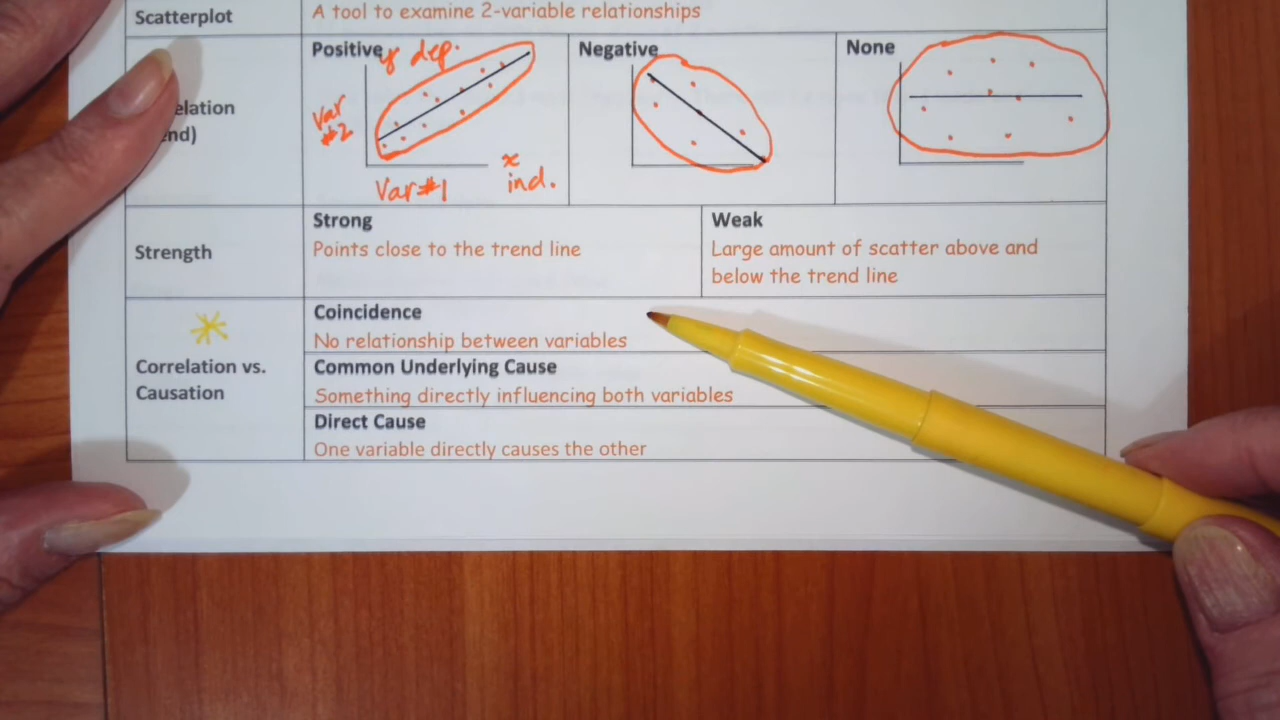 Scatterplot
A tool to examine 2-variable relationships
elation
nd)
Positive
y dep.
Var
#2
Var #1
x
ind.
Negative
None
Strength
Strong
Points close to the trend line
Weak
Large amount of scatter above and
below the trend line
Correlation vs.
Causation
Coincidence
No relationship between variables
Common Underlying Cause
Something directly influencing both variables
Direct Cause
One variable directly causes the other